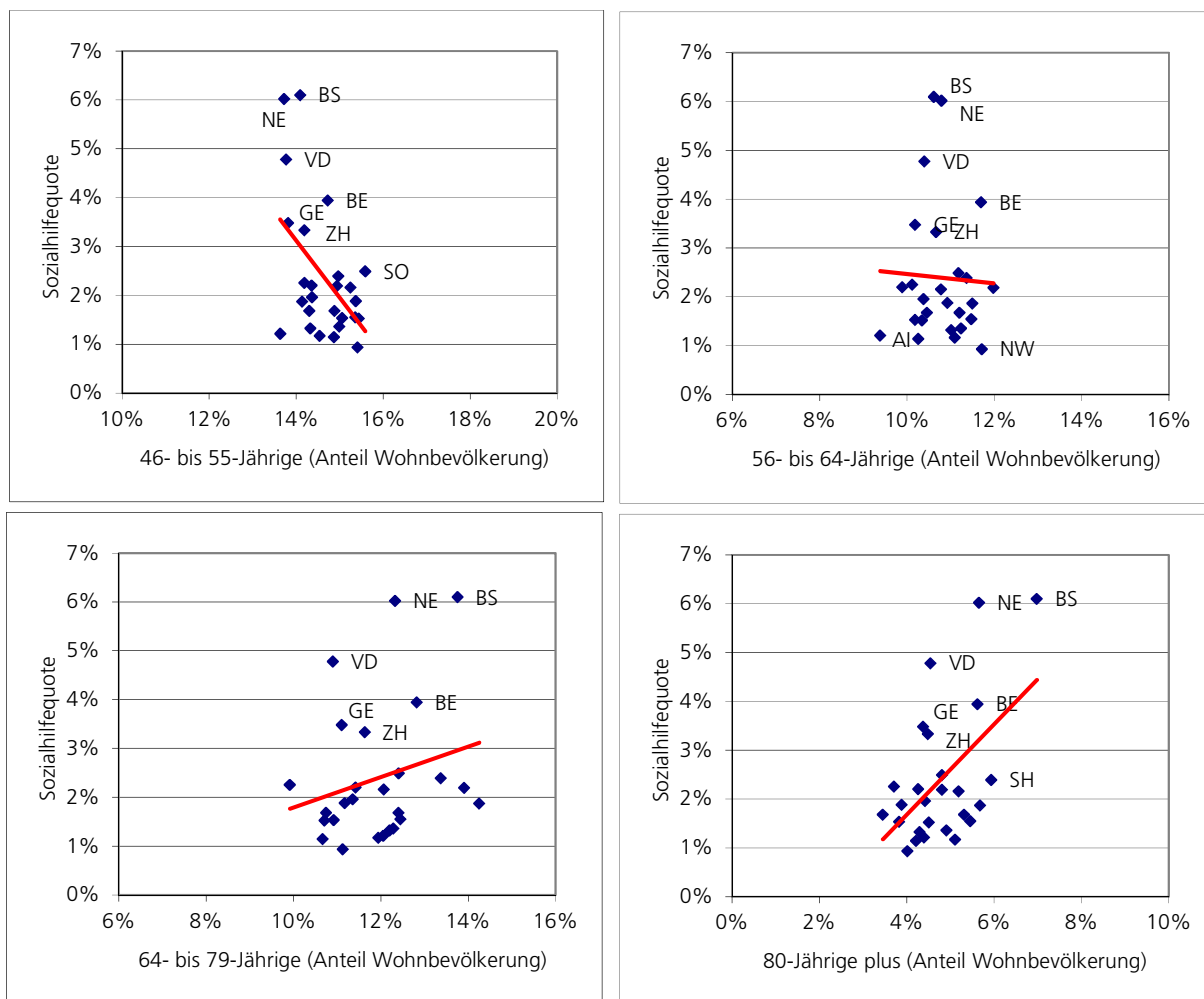 7%
6%
5%
4%
3%
2%
1%
0%
Sozialhilfequote
BS
NE
VD
BE
GE
ZH
SO
10% 12% 14% 16% 18% 20%
46- bis 55-Jährige (Anteil Wohnbevölkerung)
7%
6%
5%
4%
3%
2%
1%
0%
Sozialhilfequote
BS
NE
VD
BE
GE ZH
AI
NW
6% 8% 10% 12% 14% 16%
56- bis 64-Jährige (Anteil Wohnbevölkerung)
7%
6%
5%
4%
3%
2%
1%
0%
Sozialhilfequote
NE BS
VD
BE
GE
ZH
6% 8% 10% 12% 14% 16%
64- bis 79-Jährige (Anteil Wohnbevölkerung)
7%
6%
5%
4%
3%
2%
1%
0%
Sozialhilfequote
NE BS
VD
BE
GE
ZH
SH
0% 2% 4% 6% 8% 10%
80-Jährige plus (Anteil Wohnbevölkerung)